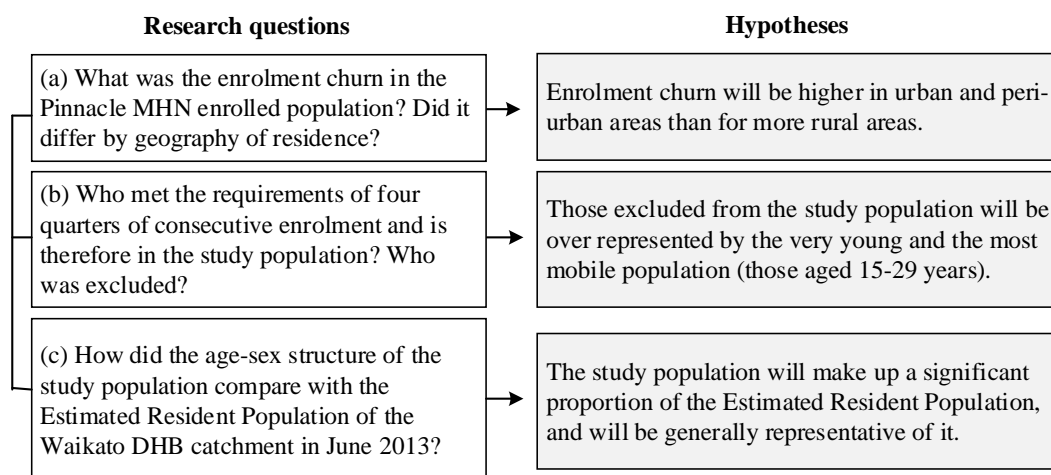 Research questions
Hypotheses
(a) What was the enrolment churn in the
Pinnacle MHN enrolled population? Did it
differ by geography of residence?
Enrolment churn will be higher in urban and peri-
urban areas than for more rural areas.
(b) Who met the requirements of four
quarters of consecutive enrolment and is
therefore in the study population? Who
was excluded?
Those excluded from the study population will be
over represented by the very young and the most
mobile population (those aged 15-29 years).
(c) How did the age-sex structure of the
study population compare with the
Estimated Resident Population of the
Waikato DHB catchment in June 2013?
The study population will make up a significant
proportion of the Estimated Resident Population,
and will be generally representative of it.